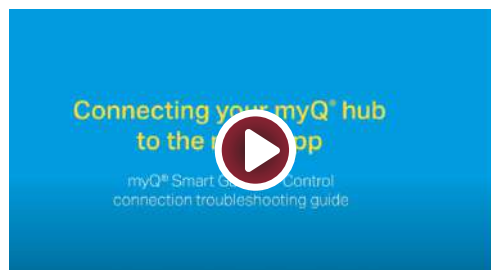 Connecting your myQ® hub
to the
myQ® Smart Control
connection troubleshooting guide